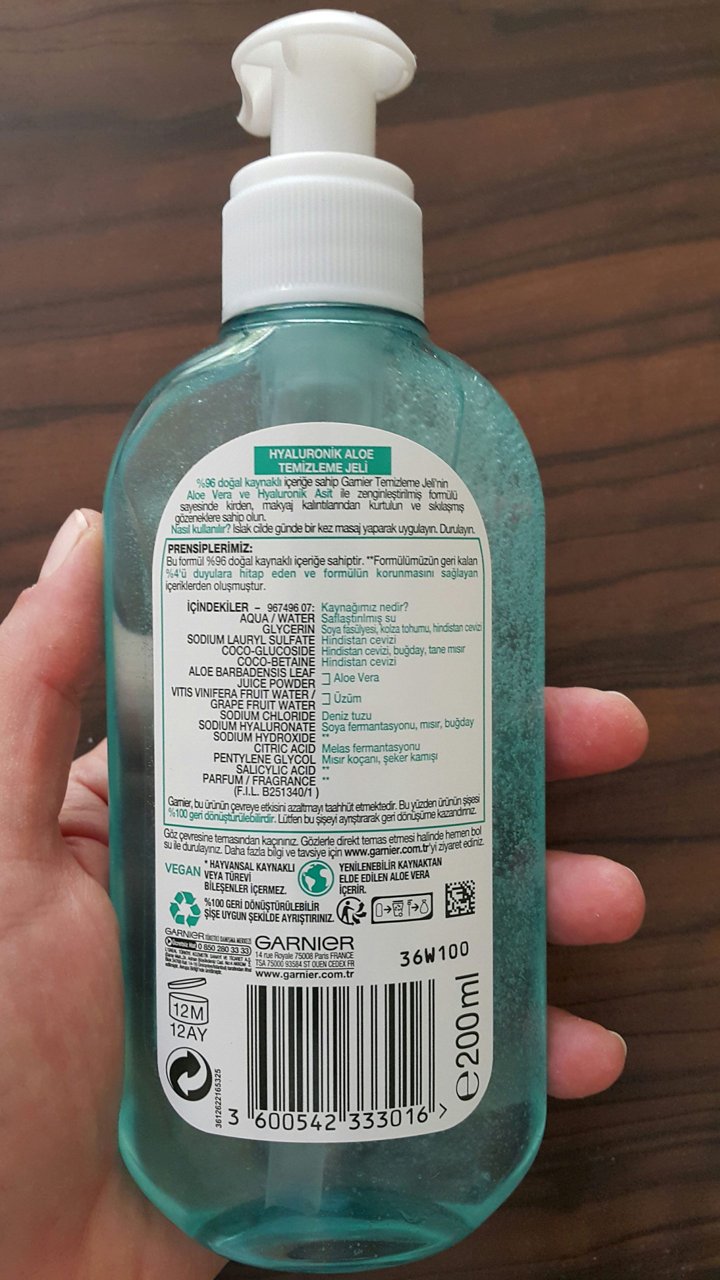 HYALURONİK ALOE
TEMİZLEME JELİ
%96 doğal kaynaklı içeriğe sahip Garnier Temizleme Jeli'nin
Aloe Vera ve Hyaluronik Asit ile zenginleştirilmiş formülü
sayesinde kirden, makyaj kalıntılarından kurtulun ve sıkılaşmış
gözeneklere sahip olun.
Nasıl kullanılır? Islak cilde günde bir kez masaj yaparak uygulayın. Durulayın.
PRENSİPLERİMİZ:
Bu formül %96 doğal kaynaklı içeriğe sahiptir. **Formülümüzün geri kalan
%4'ü duyulara hitap eden ve formülün korunmasını sağlayan
içeriklerden oluşmuştur.
İÇİNDEKİLER – 967496 07: Kaynağımız nedir?
AQUA / WATER Saflaştırılmış su
GLYCERIN Soya fasülyesi, kolza tohumu, hindistan cevizi
SODIUM LAURYL SULFATE Hindistan cevizi
COCO-GLUCOSIDE Hindistan cevizi, buğday, tane mısır
COCO-BETAINE Hindistan cevizi
ALOE BARBADENSIS LEAF
JUICE POWDER Aloe Vera
VITIS VINIFERA FRUIT WATER /
GRAPE FRUIT WATER Üzüm
SODIUM CHLORIDE Deniz tuzu
SODIUM HYALURONATE Soya fermantasyonu, mısır, buğday
SODIUM HYDROXIDE **
CITRIC ACID Melas fermantasyonu
PENTYLENE GLYCOL Mısır koçanı, şeker kamışı
SALICYLIC ACID **
PARFUM / FRAGRANCE **
(F.I.L. B251340/1 )
Garnier, bu ürünün çevreye etkisini azaltmayı taahhüt etmektedir. Bu yüzden ürünün şişesi
%100 geri dönüştürülebilirdir. Lütfen bu şişeyi ayrıştırarak geri dönüşüme kazandırınız.
Göz çevresine temasından kaçınınız. Gözlerle direkt temas etmesi halinde hemen bol
su ile durulayınız. Daha fazla bilgi ve tavsiye için www.garnier.com.tr'yi ziyaret ediniz.
VEGAN * HAYVANSAL KAYNAKLI
VEYA TÜREVİ
BİLEŞENLER İÇERMEZ.
YENİLENEBİLİR KAYNAKTAN
ELDE EDİLEN ALOE VERA
İÇERİR.
%100 GERİ DÖNÜŞTÜRÜLEBİLİR
ŞİŞE UYGUN ŞEKİLDE AYRIŞTIRINIZ.
GARNIER TÜKETİCİ DANIŞMA MERKEZİ
0 850 280 33 33
GARNIER
14 rue Royale 75008 Paris FRANCE
TSA 75000 93584 ST OUEN CEDEX FR
www.garnier.com.tr
36W100
12M
12AY
3612622165325
e200ml
3 600542 333016 >